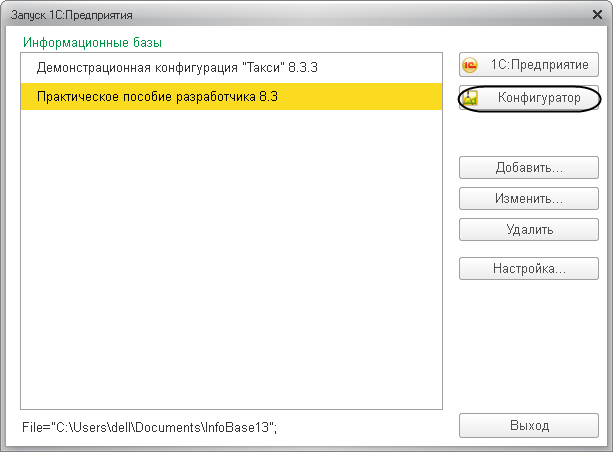 Запуск 1С:Предприятия
Информационные базы
Демонстрационная конфигурация "Такси" 8.3.3
Практическое пособие разработчика 8.3
1С:Предприятие
Конфигуратор
Добавить...
Изменить...
Удалить
Настройка...
File="C:\Users\dell\Documents\InfoBase13";
Выход